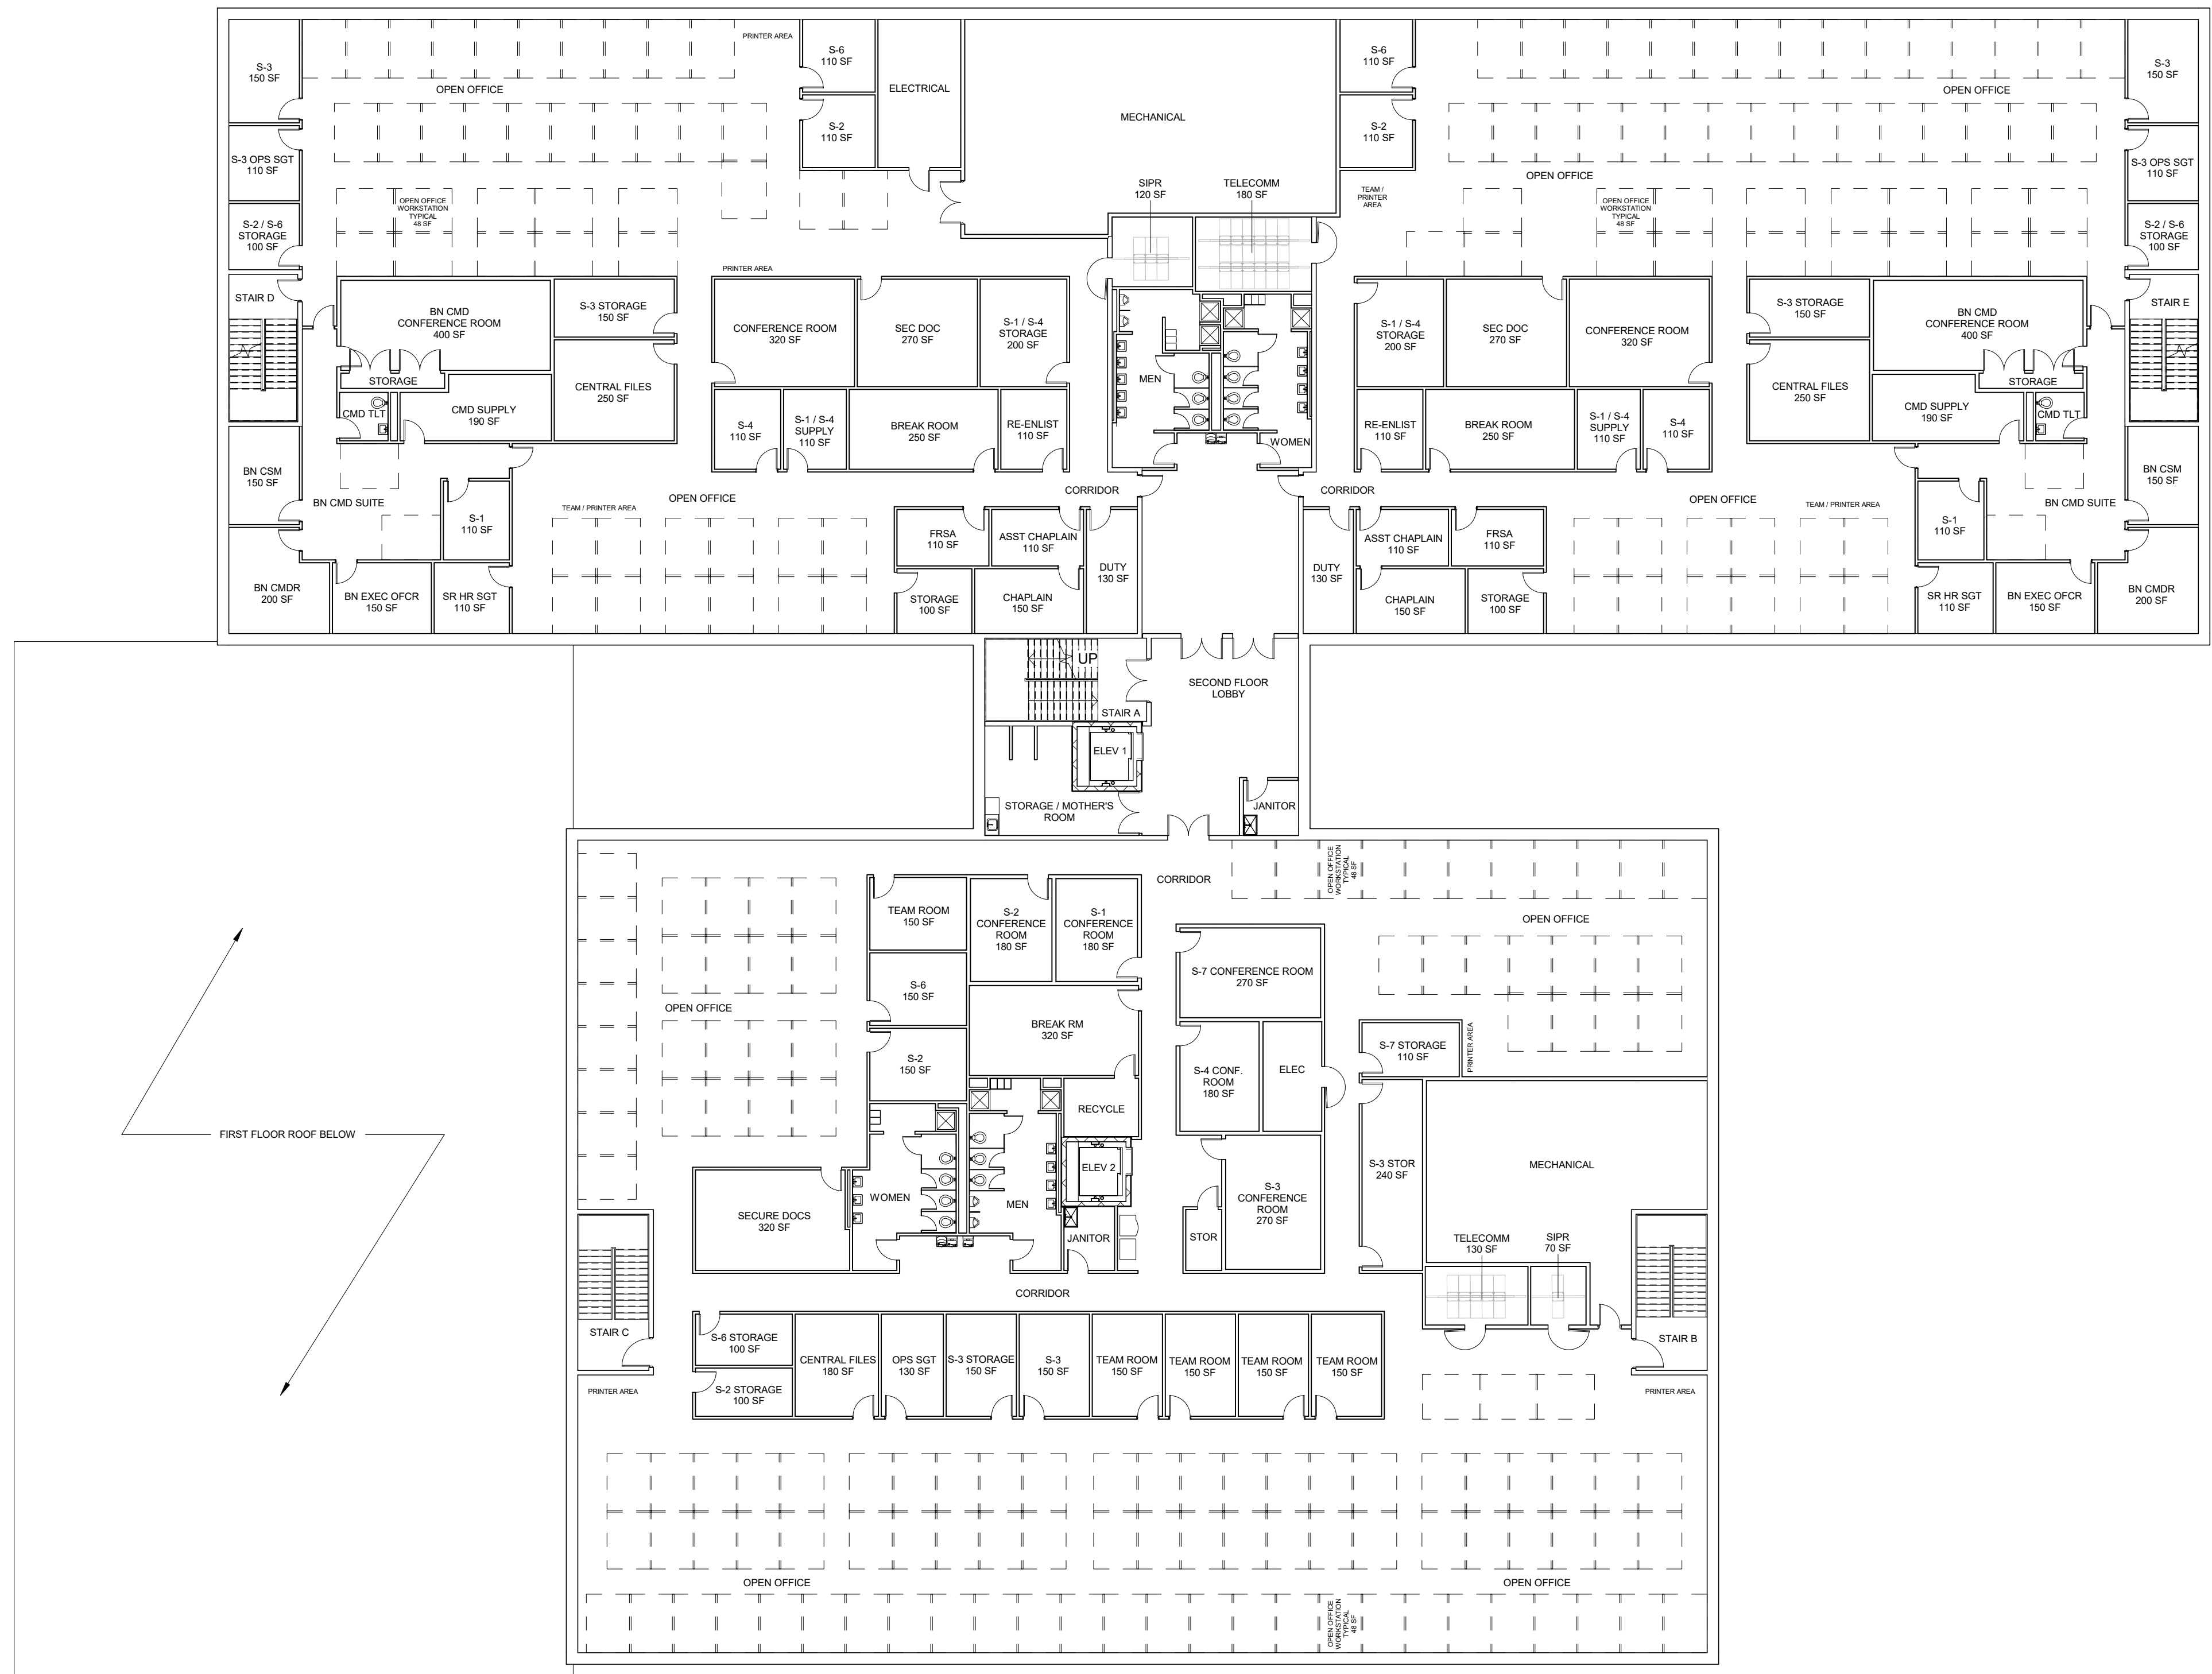 S-3
150 SF
OPEN OFFICE
PRINTER AREA
S-6
110 SF
S-2
110 SF
ELECTRICAL
MECHANICAL
S-6
110 SF
S-2
110 SF
OPEN OFFICE
S-3
150 SF
S-3 OPS SGT
110 SF
S-2 / S-6
STORAGE
100 SF
OPEN OFFICE
WORKSTATION
TYPICAL
48 SF
PRINTER AREA
SIPR
120 SF
TELECOMM
180 SF
TEAM /
PRINTER
AREA
OPEN OFFICE
OPEN OFFICE
WORKSTATION
TYPICAL
48 SF
S-3 OPS SGT
110 SF
S-2 / S-6
STORAGE
100 SF
STAIR D
BN CMD
CONFERENCE ROOM
400 SF
STORAGE
S-3 STORAGE
150 SF
CENTRAL FILES
250 SF
CMD TLT
CMD SUPPLY
190 SF
CONFERENCE ROOM
320 SF
SEC DOC
270 SF
S-1 / S-4
STORAGE
200 SF
S-4
110 SF
S-1 / S-4
SUPPLY
110 SF
BREAK ROOM
250 SF
RE-ENLIST
110 SF
MEN
WOMEN
S-1 / S-4
STORAGE
200 SF
SEC DOC
270 SF
CONFERENCE ROOM
320 SF
RE-ENLIST
110 SF
BREAK ROOM
250 SF
S-1 / S-4
SUPPLY
110 SF
S-4
110 SF
S-3 STORAGE
150 SF
CENTRAL FILES
250 SF
BN CMD
CONFERENCE ROOM
400 SF
STORAGE
CMD SUPPLY
190 SF
CMD TLT
STAIR E
BN CSM
150 SF
BN CMD SUITE
S-1
110 SF
BN CMDR
200 SF
BN EXEC OFCR
150 SF
SR HR SGT
110 SF
OPEN OFFICE
TEAM / PRINTER AREA
CORRIDOR
FRSA
110 SF
ASST CHAPLAIN
110 SF
STORAGE
100 SF
CHAPLAIN
150 SF
DUTY
130 SF
CORRIDOR
DUTY
130 SF
ASST CHAPLAIN
110 SF
FRSA
110 SF
CHAPLAIN
150 SF
STORAGE
100 SF
OPEN OFFICE
TEAM / PRINTER AREA
S-1
110 SF
BN CMD SUITE
BN CSM
150 SF
SR HR SGT
110 SF
BN EXEC OFCR
150 SF
BN CMDR
200 SF
UP
STAIR A
SECOND FLOOR
LOBBY
ELEV 1
STORAGE / MOTHER'S
ROOM
JANITOR
CORRIDOR
OPEN OFFICE
WORKSTATION
TYPICAL
48 SF
OPEN OFFICE
TEAM ROOM
150 SF
S-2
CONFERENCE
ROOM
180 SF
S-1
CONFERENCE
ROOM
180 SF
S-7 CONFERENCE ROOM
270 SF
OPEN OFFICE
S-6
150 SF
BREAK RM
320 SF
S-2
150 SF
S-4 CONF.
ROOM
180 SF
ELEC
S-7 STORAGE
110 SF
PRINTER AREA
RECYCLE
FIRST FLOOR ROOF BELOW
ELEV 2
S-3 STOR
240 SF
MECHANICAL
SECURE DOCS
320 SF
WOMEN
MEN
JANITOR
STOR
S-3
CONFERENCE
ROOM
270 SF
TELECOMM
130 SF
SIPR
70 SF
CORRIDOR
STAIR C
STAIR B
S-6 STORAGE
100 SF
S-2 STORAGE
100 SF
CENTRAL FILES
180 SF
OPS SGT
130 SF
S-3 STORAGE
150 SF
S-3
150 SF
TEAM ROOM
150 SF
TEAM ROOM
150 SF
TEAM ROOM
150 SF
TEAM ROOM
150 SF
PRINTER AREA
PRINTER AREA
OPEN OFFICE
OPEN OFFICE
OPEN OFFICE
WORKSTATION
TYPICAL
48 SF